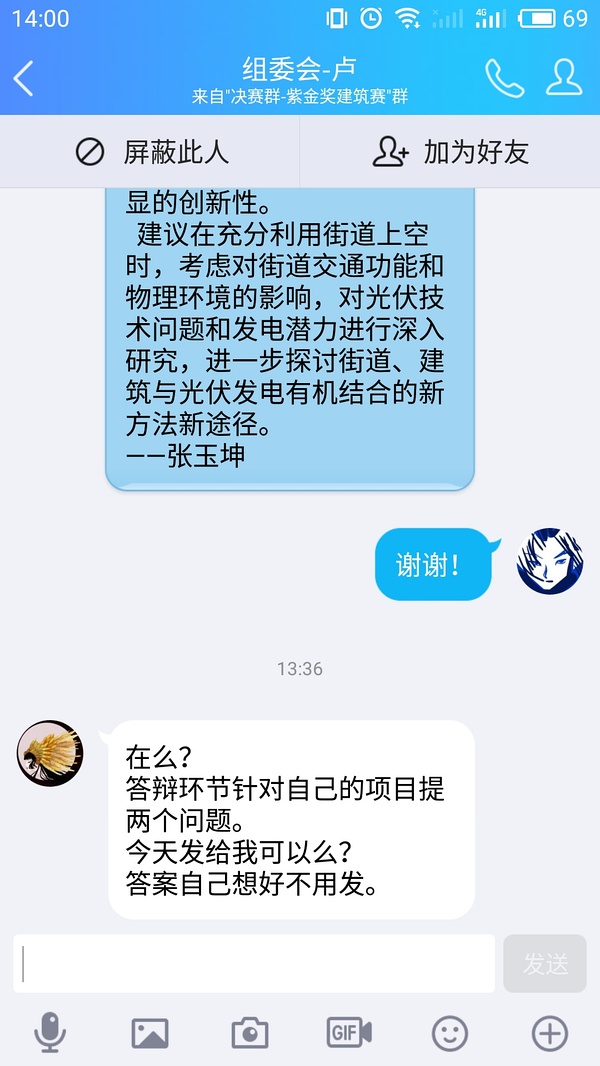 14:00
4G
69
组委会-卢
来自"决赛群-紫金奖建筑赛"群
屏蔽此人
加为好友
显的创新性。
建议在充分利用街道上空
时，考虑对街道交通功能和
物理环境的影响，对光伏技
术问题和发电潜力进行深入
研究，进一步探讨街道、建
筑与光伏发电有机结合的新
方法新途径。
——张玉坤
谢谢！
13:36
在么？
答辩环节针对自己的项目提
两个问题。
今天发给我可以么？
答案自己想好不用发。
发送
GIF